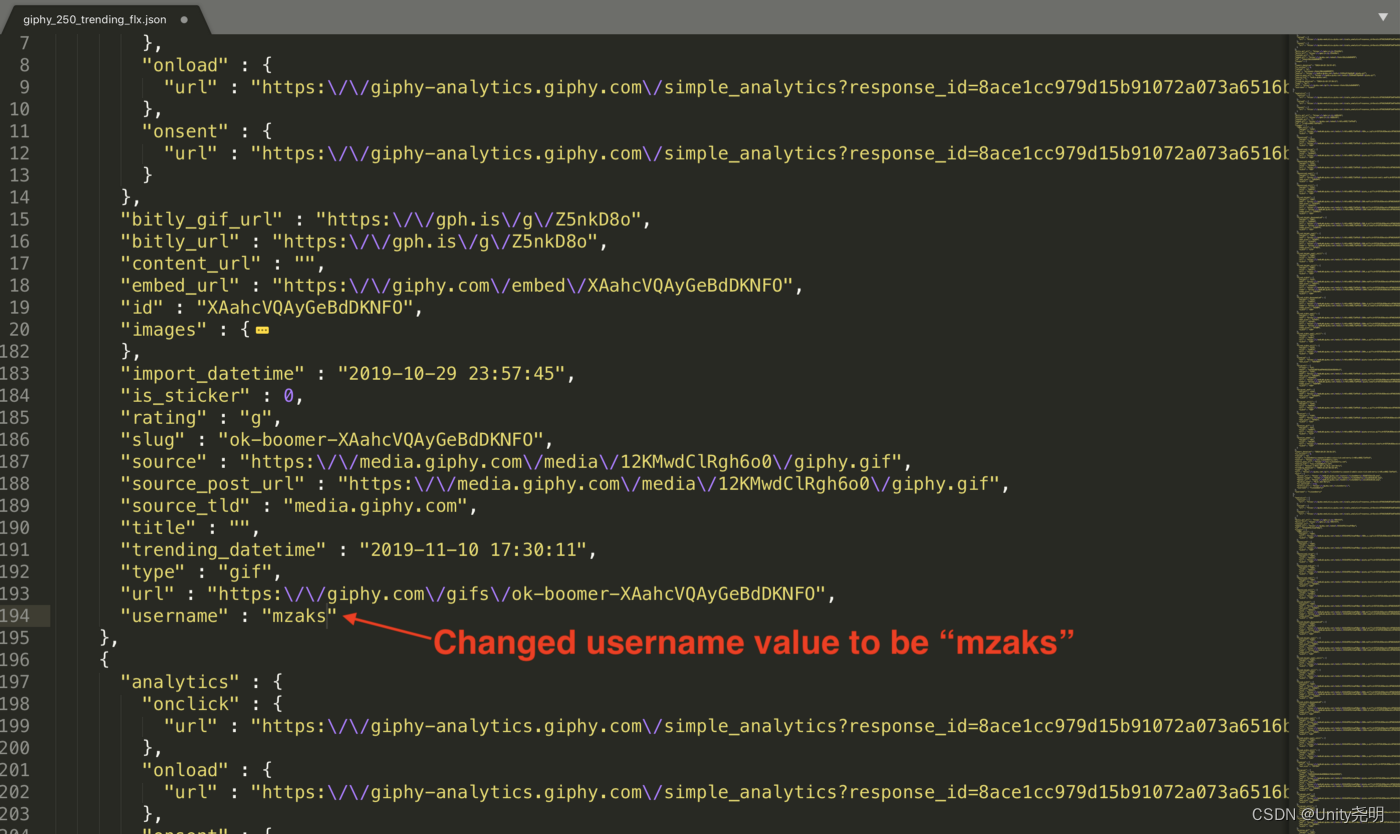 giphy_250_trending_flx.json
7 },
8 "onload" : {
9 "url" : "https:\/\/giphy-analytics.giphy.com\/simple_analytics?response_id=8ace1cc979d15b91072a073a6516b
10 },
11 "onsent" : {
12 "url" : "https:\/\/giphy-analytics.giphy.com\/simple_analytics?response_id=8ace1cc979d15b91072a073a6516b
13 }
14 },
15 "bitly_gif_url" : "https:\/\/gph.is\/g\/Z5nkD8o",
16 "bitly_url" : "https:\/\/gph.is\/g\/Z5nkD8o",
17 "content_url" : "",
18 "embed_url" : "https:\/\/giphy.com\/embed\/XAahcVQAyGeBdDKNFO",
19 "id" : "XAahcVQAyGeBdDKNFO",
20 "images" : {
182 },
183 "import_datetime" : "2019-10-29 23:57:45",
184 "is_sticker" : 0,
185 "rating" : "g",
186 "slug" : "ok-boomer-XAahcVQAyGeBdDKNFO",
187 "source" : "https:\/\/media.giphy.com\/media\/12KMwdClRgh6o0\/giphy.gif",
188 "source_post_url" : "https:\/\/media.giphy.com\/media\/12KMwdClRgh6o0\/giphy.gif",
189 "source_tld" : "media.giphy.com",
190 "title" : "",
191 "trending_datetime" : "2019-11-10 17:30:11",
192 "type" : "gif",
193 "url" : "https:\/\/giphy.com\/gifs\/ok-boomer-XAahcVQAyGeBdDKNFO",
194 "username" : "mzaks"
Changed username value to be “mzaks”
195 },
196 {
197 "analytics" : {
198 "onclick" : {
199 "url" : "https:\/\/giphy-analytics.giphy.com\/simple_analytics?response_id=8ace1cc979d15b91072a073a6516b
200 },
201 "onload" : {
202 "url" : "https:\/\/giphy-analytics.giphy.com\/simple_analytics?response_id=8ace1cc979d15b91072a073a6516b
203 },
CSDN @Unity尧明